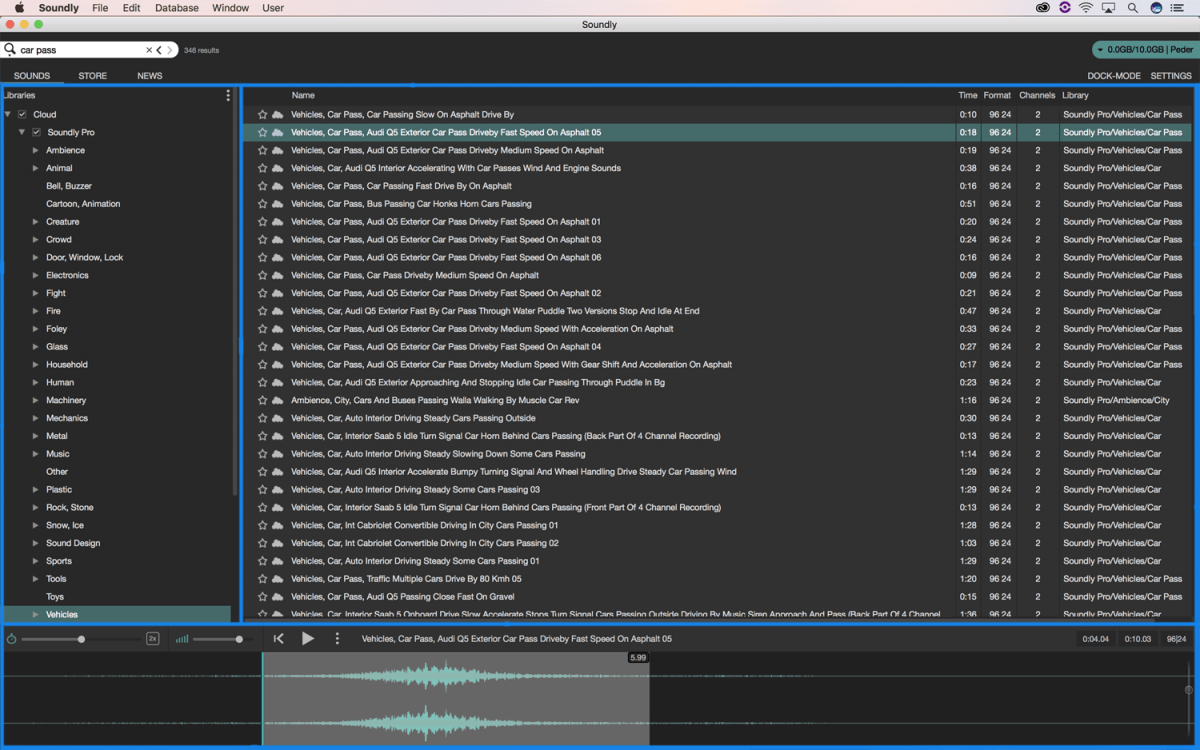 Soundly File Edit Database Window User
Soundly
car pass 346 results
0.0GB/10.0GB | Peder
SOUNDS STORE NEWS DOCK-MODE SETTINGS
Libraries
Cloud
Soundly Pro
Ambience
Animal
Bell, Buzzer
Cartoon, Animation
Creature
Crowd
Door, Window, Lock
Electronics
Fight
Fire
Foley
Glass
Household
Human
Machinery
Mechanics
Metal
Music
Other
Plastic
Rock, Stone
Snow, Ice
Sound Design
Sports
Tools
Toys
Vehicles
Name Time Format Channels Library
Vehicles, Car Pass, Car Passing Slow On Asphalt Drive By 0:10 96 24 2 Soundly Pro/Vehicles/Car Pass
Vehicles, Car Pass, Audi Q5 Exterior Car Pass Driveby Fast Speed On Asphalt 05 0:18 96 24 2 Soundly Pro/Vehicles/Car Pass
Vehicles, Car Pass, Audi Q5 Exterior Car Pass Driveby Medium Speed On Asphalt 0:19 96 24 2 Soundly Pro/Vehicles/Car Pass
Vehicles, Car, Audi Q5 Interior Accelerating With Car Passes Wind And Engine Sounds 0:38 96 24 2 Soundly Pro/Vehicles/Car
Vehicles, Car Pass, Car Passing Fast Drive By On Asphalt 0:16 96 24 2 Soundly Pro/Vehicles/Car Pass
Vehicles, Car Pass, Bus Passing Car Honks Horn Cars Passing 0:51 96 24 2 Soundly Pro/Vehicles/Car Pass
Vehicles, Car Pass, Audi Q5 Exterior Car Pass Driveby Fast Speed On Asphalt 01 0:20 96 24 2 Soundly Pro/Vehicles/Car Pass
Vehicles, Car Pass, Audi Q5 Exterior Car Pass Driveby Fast Speed On Asphalt 03 0:24 96 24 2 Soundly Pro/Vehicles/Car Pass
Vehicles, Car Pass, Audi Q5 Exterior Car Pass Driveby Fast Speed On Asphalt 06 0:16 96 24 2 Soundly Pro/Vehicles/Car Pass
Vehicles, Car Pass, Car Pass Driveby Medium Speed On Asphalt 0:09 96 24 2 Soundly Pro/Vehicles/Car Pass
Vehicles, Car Pass, Audi Q5 Exterior Car Pass Driveby Fast Speed On Asphalt 02 0:21 96 24 2 Soundly Pro/Vehicles/Car Pass
Vehicles, Car, Audi Q5 Exterior Fast By Car Pass Through Water Puddle Two Versions Stop And Idle At End 0:47 96 24 2 Soundly Pro/Vehicles/Car
Vehicles, Car Pass, Audi Q5 Exterior Car Pass Driveby Medium Speed With Acceleration On Asphalt 0:33 96 24 2 Soundly Pro/Vehicles/Car Pass
Vehicles, Car Pass, Audi Q5 Exterior Car Pass Driveby Fast Speed On Asphalt 04 0:27 96 24 2 Soundly Pro/Vehicles/Car Pass
Vehicles, Car Pass, Audi Q5 Exterior Car Pass Driveby Medium Speed With Gear Shift And Acceleration On Asphalt 0:17 96 24 2 Soundly Pro/Vehicles/Car Pass
Vehicles, Car, Audi Q5 Exterior Approaching And Stopping Idle Car Passing Through Puddle In Bg 0:23 96 24 2 Soundly Pro/Vehicles/Car
Ambience, City, Cars And Buses Passing Walla Walking By Muscle Car Rev 1:16 96 24 2 Soundly Pro/Ambience/City
Vehicles, Car, Auto Interior Driving Steady Cars Passing Outside 0:30 96 24 2 Soundly Pro/Vehicles/Car
Vehicles, Car, Interior Saab 5 Idle Turn Signal Car Horn Behind Cars Passing (Back Part Of 4 Channel Recording) 0:13 96 24 2 Soundly Pro/Vehicles/Car
Vehicles, Car, Auto Interior Driving Steady Slowing Down Some Cars Passing 1:14 96 24 2 Soundly Pro/Vehicles/Car
Vehicles, Car, Audi Q5 Interior Accelerate Bumpy Turning Signal And Wheel Handling Drive Steady Car Passing Wind 1:29 96 24 2 Soundly Pro/Vehicles/Car
Vehicles, Car, Auto Interior Driving Steady Some Cars Passing 03 1:29 96 24 2 Soundly Pro/Vehicles/Car
Vehicles, Car, Interior Saab 5 Idle Turn Signal Car Horn Behind Cars Passing (Front Part Of 4 Channel Recording) 0:13 96 24 2 Soundly Pro/Vehicles/Car
Vehicles, Car, Int Cabriolet Convertible Driving In City Cars Passing 01 1:28 96 24 2 Soundly Pro/Vehicles/Car
Vehicles, Car, Int Cabriolet Convertible Driving In City Cars Passing 02 1:03 96 24 2 Soundly Pro/Vehicles/Car
Vehicles, Car, Auto Interior Driving Steady Some Cars Passing 01 1:29 96 24 2 Soundly Pro/Vehicles/Car
Vehicles, Car Pass, Traffic Multiple Cars Drive By 80 Kmh 05 1:20 96 24 2 Soundly Pro/Vehicles/Car Pass
Vehicles, Car Pass, Audi Q5 Passing Close Fast On Gravel 0:15 96 24 2 Soundly Pro/Vehicles/Car Pass
Vehicles, Car, Interior Saab 5 Onboard Drive Slow Accelerate Stops Turn Signal Cars Passing Outside Driving By Music Siren Approach And Pass (Back Part Of 4 Channel 1:36 96 24 2 Soundly Pro/Vehicles/Car
2x Vehicles, Car Pass, Audi Q5 Exterior Car Pass Driveby Fast Speed On Asphalt 05 0:04.04 0:10.03 96|24
5.99